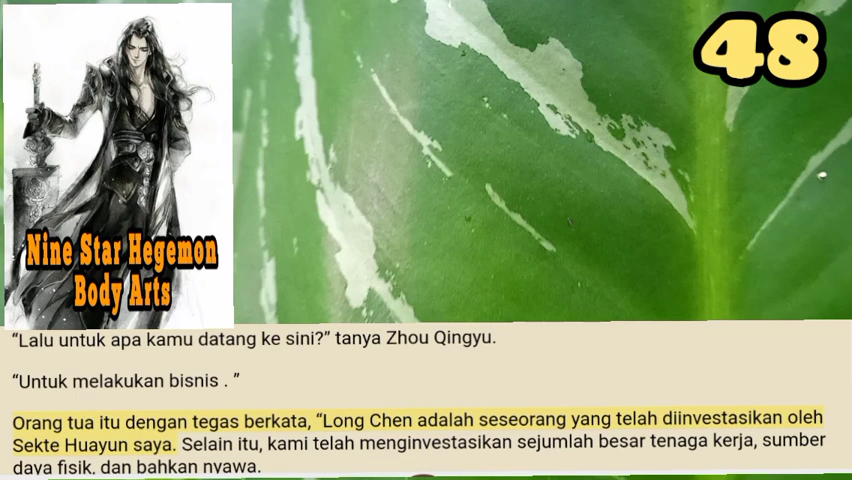 48
Nine Star Hegemon
Body Arts
“Lalu untuk apa kamu datang ke sini?” tanya Zhou Qingyu.
“Untuk melakukan bisnis . ”
Orang tua itu dengan tegas berkata, “Long Chen adalah seseorang yang telah diinvestasikan oleh
Sekte Huayun saya. Selain itu, kami telah menginvestasikan sejumlah besar tenaga kerja, sumber
daya fisik, dan bahkan nyawa.